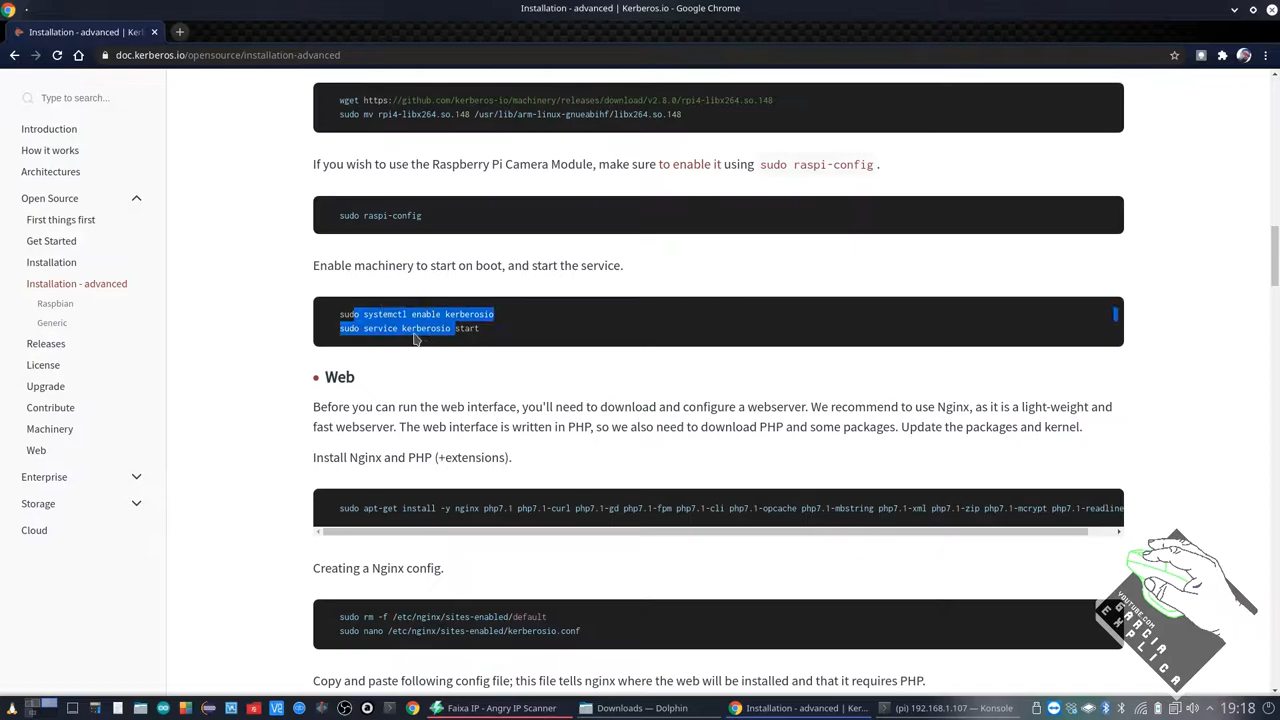 Installation - advanced | Kerberos.io - Google Chrome
Installation - advanced | Ker
doc.kerberos.io/opensource/installation-advanced
Type to search...
Introduction
How it works
Architectures
Open Source
First things first
Get Started
Installation
Installation - advanced
Raspbian
Generic
Releases
License
Upgrade
Contribute
Machinery
Web
Enterprise
Storage
Cloud
wget https://github.com/kerberos-io/machinery/releases/download/v2.8.0/rpi4-libx264.so.148
sudo mv rpi4-libx264.so.148 /usr/lib/arm-linux-gnueabihf/libx264.so.148
If you wish to use the Raspberry Pi Camera Module, make sure to enable it using sudo raspi-config.
sudo raspi-config
Enable machinery to start on boot, and start the service.
sudo systemctl enable kerberosio
sudo service kerberosio start
Web
Before you can run the web interface, you'll need to download and configure a webserver. We recommend to use Nginx, as it is a light-weight and
fast webserver. The web interface is written in PHP, so we also need to download PHP and some packages. Update the packages and kernel.
Install Nginx and PHP (+extensions).
sudo apt-get install -y nginx php7.1 php7.1-curl php7.1-gd php7.1-fpm php7.1-cli php7.1-opcache php7.1-mbstring php7.1-xml php7.1-zip php7.1-mcrypt php7.1-readline
Creating a Nginx config.
sudo rm -f /etc/nginx/sites-enabled/default
sudo nano /etc/nginx/sites-enabled/kerberosio.conf
Copy and paste following config file; this file tells nginx where the web will be installed and that it requires PHP.
YOUTUBE.COM
GARCIA
EXPLICA
Faixa IP - Angry IP Scanner
Downloads — Dolphin
Installation - advanced | Ker...
(pi) 192.168.1.107 — Konsole
19:18